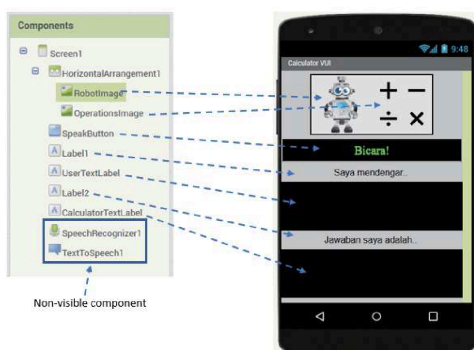 Components
Screen1
HorizontalArrangement1
RobotImage
OperationsImage
SpeakButton
A Label1
A UserTextLabel
A Label2
A CalculatorTextLabel
SpeechRecognizer1
TextToSpeech1
Non-visible component
9:48
Calculator VUI
+ −
÷ ×
Bicara!
Saya mendengar..
Jawaban saya adalah..